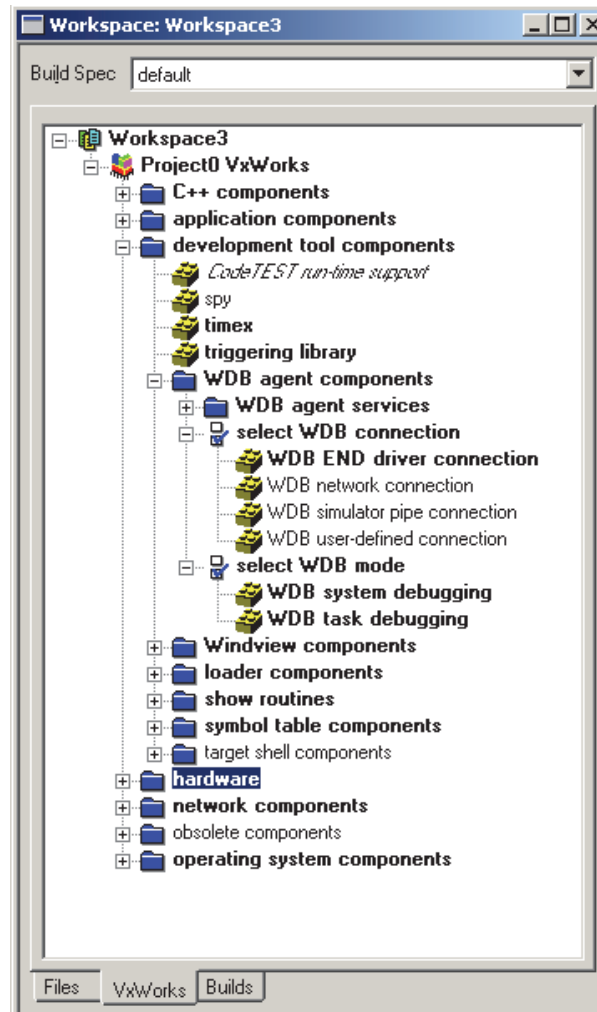 Workspace: Workspace3
Build Spec default
Workspace3
Project0 VxWorks
C++ components
application components
development tool components
CodeTEST run-time support
spy
timex
triggering library
WDB agent components
WDB agent services
select WDB connection
WDB END driver connection
WDB network connection
WDB simulator pipe connection
WDB user-defined connection
select WDB mode
WDB system debugging
WDB task debugging
Windview components
loader components
show routines
symbol table components
target shell components
hardware
network components
obsolete components
operating system components
Files VxWorks Builds